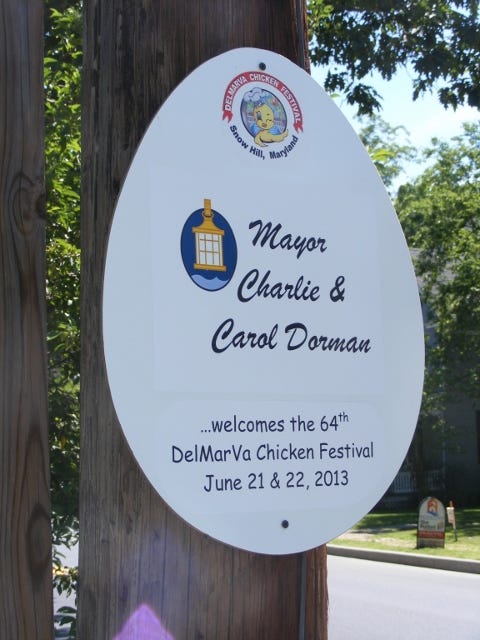 DELMARVA CHICKEN FESTIVAL
Snow Hill, Maryland
Mayor
Charlie &
Carol Dorman
...welcomes the 64th
DelMarVa Chicken Festival
June 21 & 22, 2013